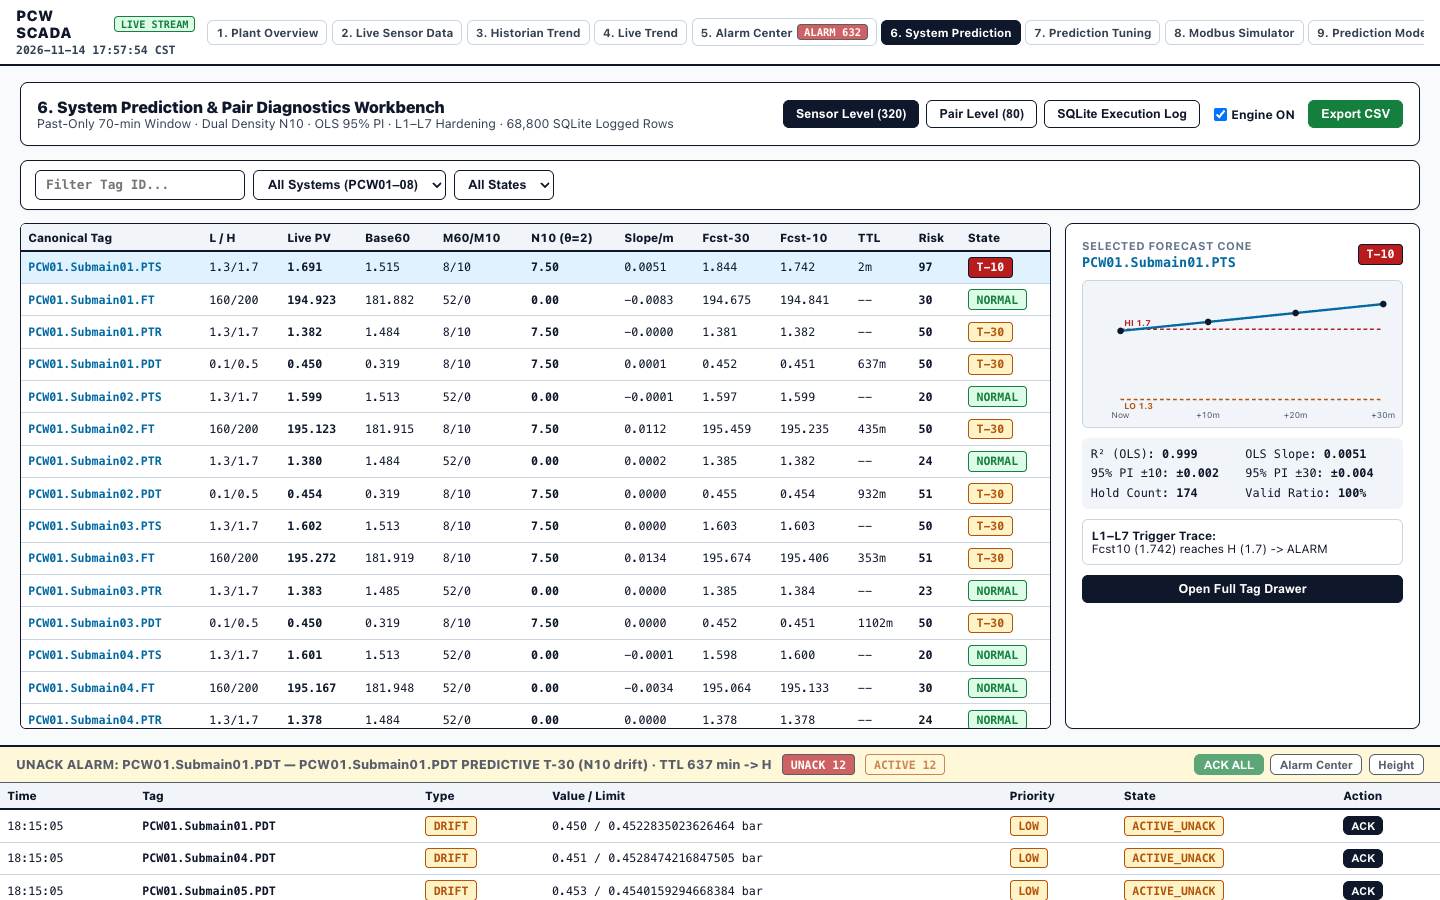 PCW SCADA
LIVE STREAM
2026-11-14 17:57:54 CST
1. Plant Overview
2. Live Sensor Data
3. Historian Trend
4. Live Trend
5. Alarm Center ALARM 632
6. System Prediction
7. Prediction Tuning
8. Modbus Simulator
9. Prediction Mode
6. System Prediction & Pair Diagnostics Workbench
Past-Only 70-min Window · Dual Density N10 · OLS 95% PI · L1–L7 Hardening · 68,800 SQLite Logged Rows
Sensor Level (320) Pair Level (80) SQLite Execution Log Engine ON Export CSV
Filter Tag ID... All Systems (PCW01–08) All States
Canonical Tag L / H Live PV Base60 M60/M10 N10 (θ=2) Slope/m Fcst-30 Fcst-10 TTL Risk State
PCW01.Submain01.PTS 1.3/1.7 1.691 1.515 8/10 7.50 0.0051 1.844 1.742 2m 97 T-10
PCW01.Submain01.FT 160/200 194.923 181.882 52/0 0.00 -0.0083 194.675 194.841 -- 30 NORMAL
PCW01.Submain01.PTR 1.3/1.7 1.382 1.484 8/10 7.50 -0.0000 1.381 1.382 -- 50 T-30
PCW01.Submain01.PDT 0.1/0.5 0.450 0.319 8/10 7.50 0.0001 0.452 0.451 637m 50 T-30
PCW01.Submain02.PTS 1.3/1.7 1.599 1.513 52/0 0.00 -0.0001 1.597 1.599 -- 20 NORMAL
PCW01.Submain02.FT 160/200 195.123 181.915 8/10 7.50 0.0112 195.459 195.235 435m 50 T-30
PCW01.Submain02.PTR 1.3/1.7 1.380 1.484 52/0 0.00 0.0002 1.385 1.382 -- 24 NORMAL
PCW01.Submain02.PDT 0.1/0.5 0.454 0.319 8/10 7.50 0.0000 0.455 0.454 932m 51 T-30
PCW01.Submain03.PTS 1.3/1.7 1.602 1.513 8/10 7.50 0.0000 1.603 1.603 -- 50 T-30
PCW01.Submain03.FT 160/200 195.272 181.919 8/10 7.50 0.0134 195.674 195.406 353m 51 T-30
PCW01.Submain03.PTR 1.3/1.7 1.383 1.485 52/0 0.00 0.0000 1.385 1.384 -- 23 NORMAL
PCW01.Submain03.PDT 0.1/0.5 0.450 0.319 8/10 7.50 0.0000 0.452 0.451 1102m 50 T-30
PCW01.Submain04.PTS 1.3/1.7 1.601 1.513 52/0 0.00 -0.0001 1.598 1.600 -- 20 NORMAL
PCW01.Submain04.FT 160/200 195.167 181.948 52/0 0.00 -0.0034 195.064 195.133 -- 30 NORMAL
PCW01.Submain04.PTR 1.3/1.7 1.378 1.484 52/0 0.00 0.0000 1.378 1.378 -- 24 NORMAL
SELECTED FORECAST CONE
PCW01.Submain01.PTS
T-10
HI 1.7
LO 1.3
Now +10m +20m +30m
R² (OLS): 0.999 OLS Slope: 0.0051
95% PI ±10: ±0.002 95% PI ±30: ±0.004
Hold Count: 174 Valid Ratio: 100%
L1–L7 Trigger Trace:
Fcst10 (1.742) reaches H (1.7) -> ALARM
Open Full Tag Drawer
UNACK ALARM: PCW01.Submain01.PDT — PCW01.Submain01.PDT PREDICTIVE T-30 (N10 drift) · TTL 637 min -> H UNACK 12 ACTIVE 12 ACK ALL Alarm Center Height
Time Tag Type Value / Limit Priority State Action
18:15:05 PCW01.Submain01.PDT DRIFT 0.450 / 0.4522835023626464 bar LOW ACTIVE_UNACK ACK
18:15:05 PCW01.Submain04.PDT DRIFT 0.451 / 0.4528474216847505 bar LOW ACTIVE_UNACK ACK
18:15:05 PCW01.Submain05.PDT DRIFT 0.453 / 0.4540159294668384 bar LOW ACTIVE_UNACK ACK